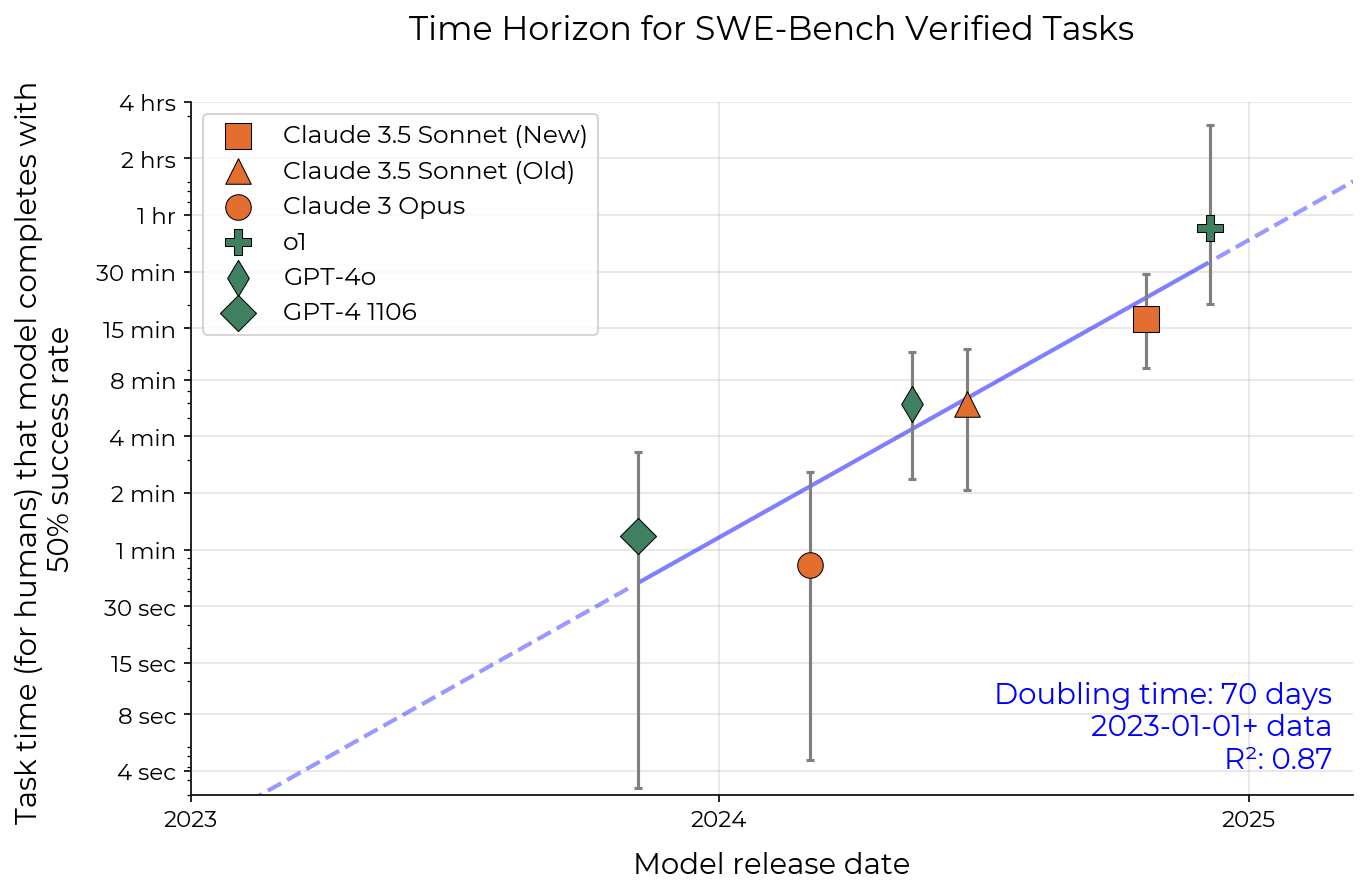 Time Horizon for SWE-Bench Verified Tasks
Task time (for humans) that model completes with
50% success rate
4 hrs
2 hrs
1 hr
30 min
15 min
8 min
4 min
2 min
1 min
30 sec
15 sec
8 sec
4 sec
Claude 3.5 Sonnet (New)
Claude 3.5 Sonnet (Old)
Claude 3 Opus
o1
GPT-4o
GPT-4 1106
Doubling time: 70 days
2023-01-01+ data
R²: 0.87
2023
2024
2025
Model release date